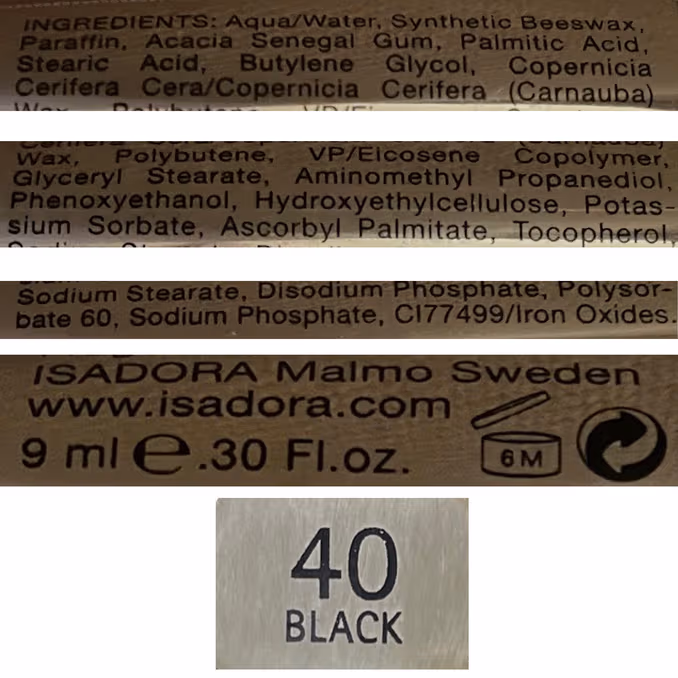 INGREDIENTS: Aqua/Water, Synthetic Beeswax,
Paraffin, Acacia Senegal Gum, Palmitic Acid,
Stearic Acid, Butylene Glycol, Copernicia
Cerifera Cera/Copernicia Cerifera (Carnauba)
Wax, Polybutene, VP/EIcosene Copolymer,
Glyceryl Stearate, Aminomethyl Propanediol,
Phenoxyethanol, Hydroxyethylcellulose, Potas-
sium Sorbate, Ascorbyl Palmitate, Tocopherol,
Sodium Stearate, Disodium Phosphate, Polysor-
bate 60, Sodium Phosphate, CI77499/Iron Oxides.
ISADORA Malmo Sweden
www.isadora.com
9 ml e .30 Fl.oz.
6M
40
BLACK